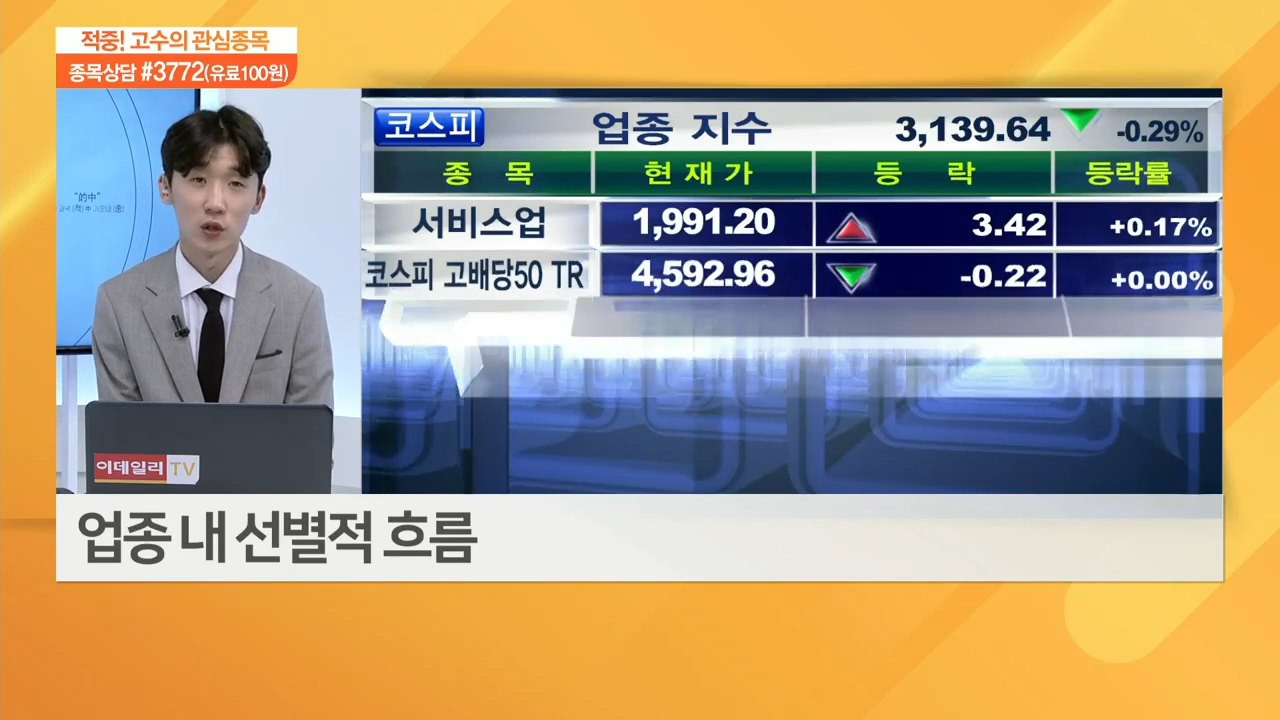 적중! 고수의 관심종목
종목상담 #3772(유료100원)
"的中"
코스피 업종 지수 3,139.64 -0.29%
종 목 현 재 가 등 락 등락률
서비스업 1,991.20 3.42 +0.17%
코스피 고배당50 TR 4,592.96 -0.22 +0.00%
이데일리 TV
업종 내 선별적 흐름